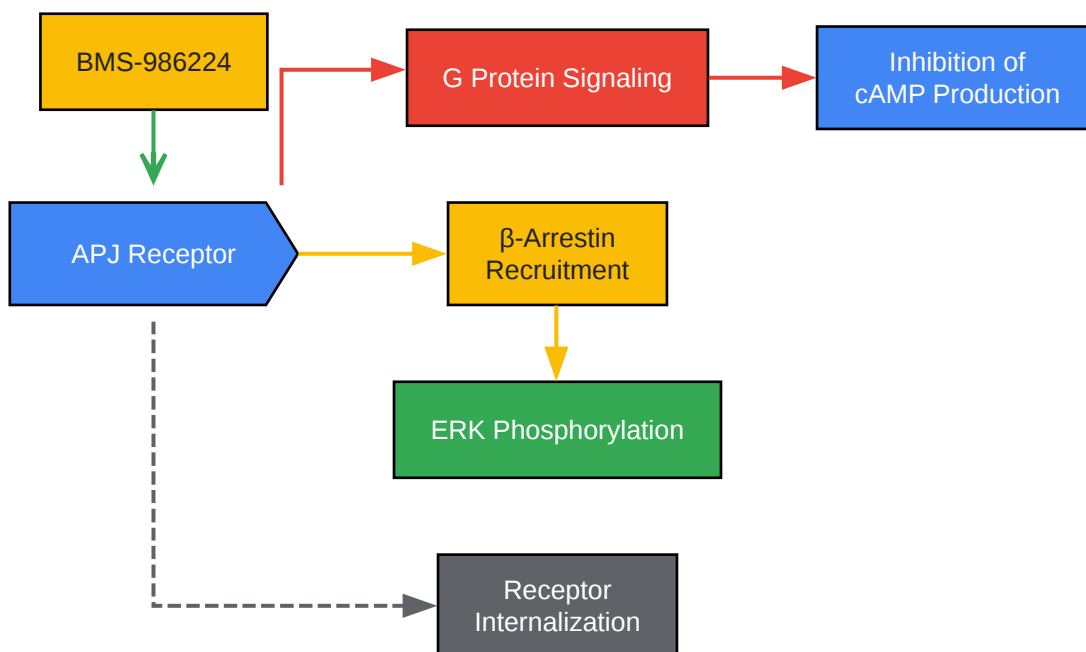 BMS-986224
G Protein Signaling
Inhibition of
cAMP Production
APJ Receptor
β-Arrestin
Recruitment
ERK Phosphorylation
Receptor
Internalization